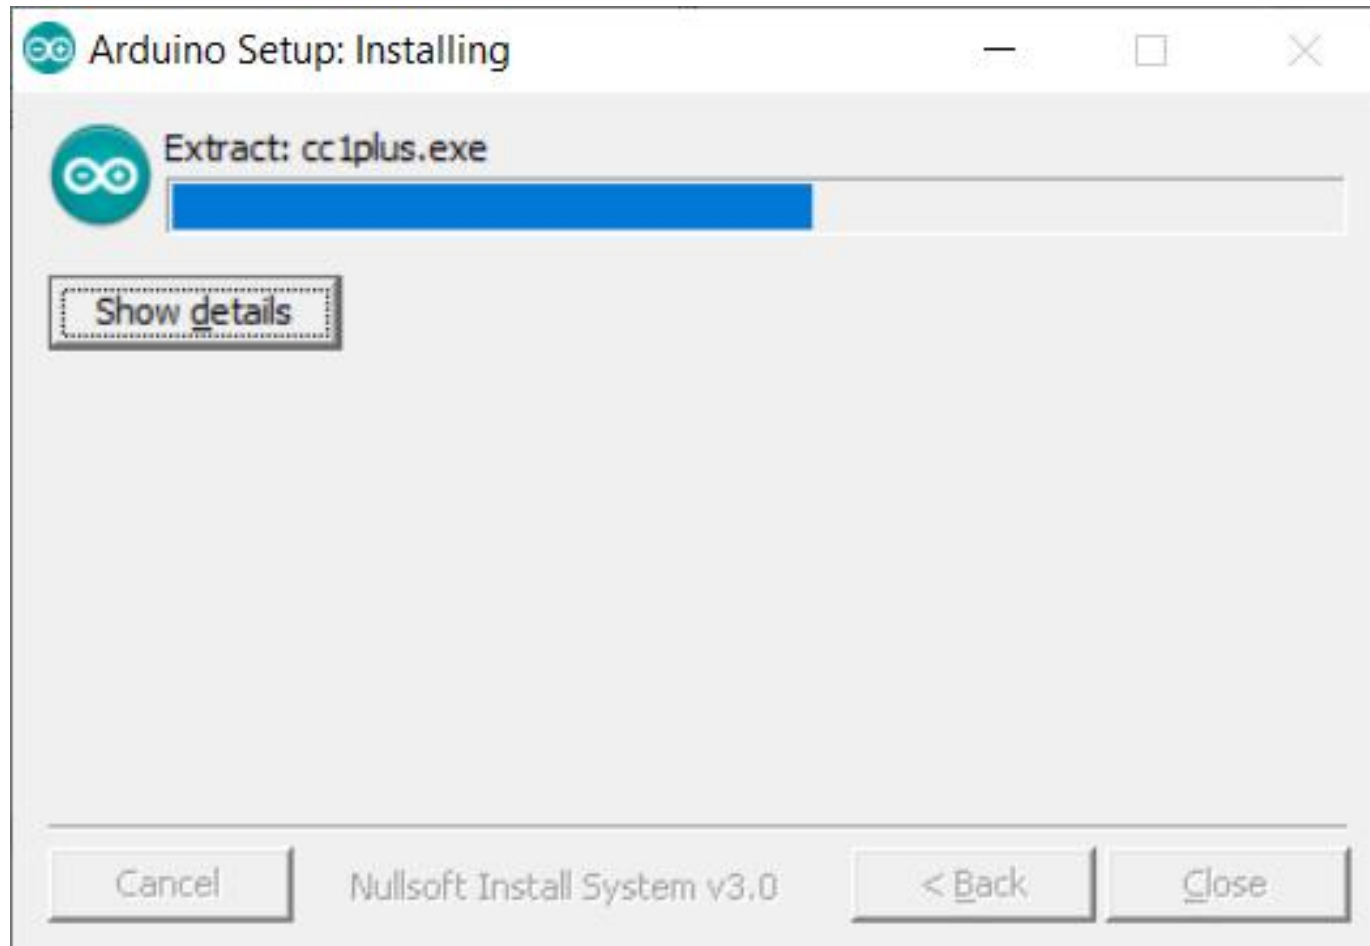 Arduino Setup: Installing
Extract: cc1plus.exe
Show details
Cancel
Nullsoft Install System v3.0
< Back
Close